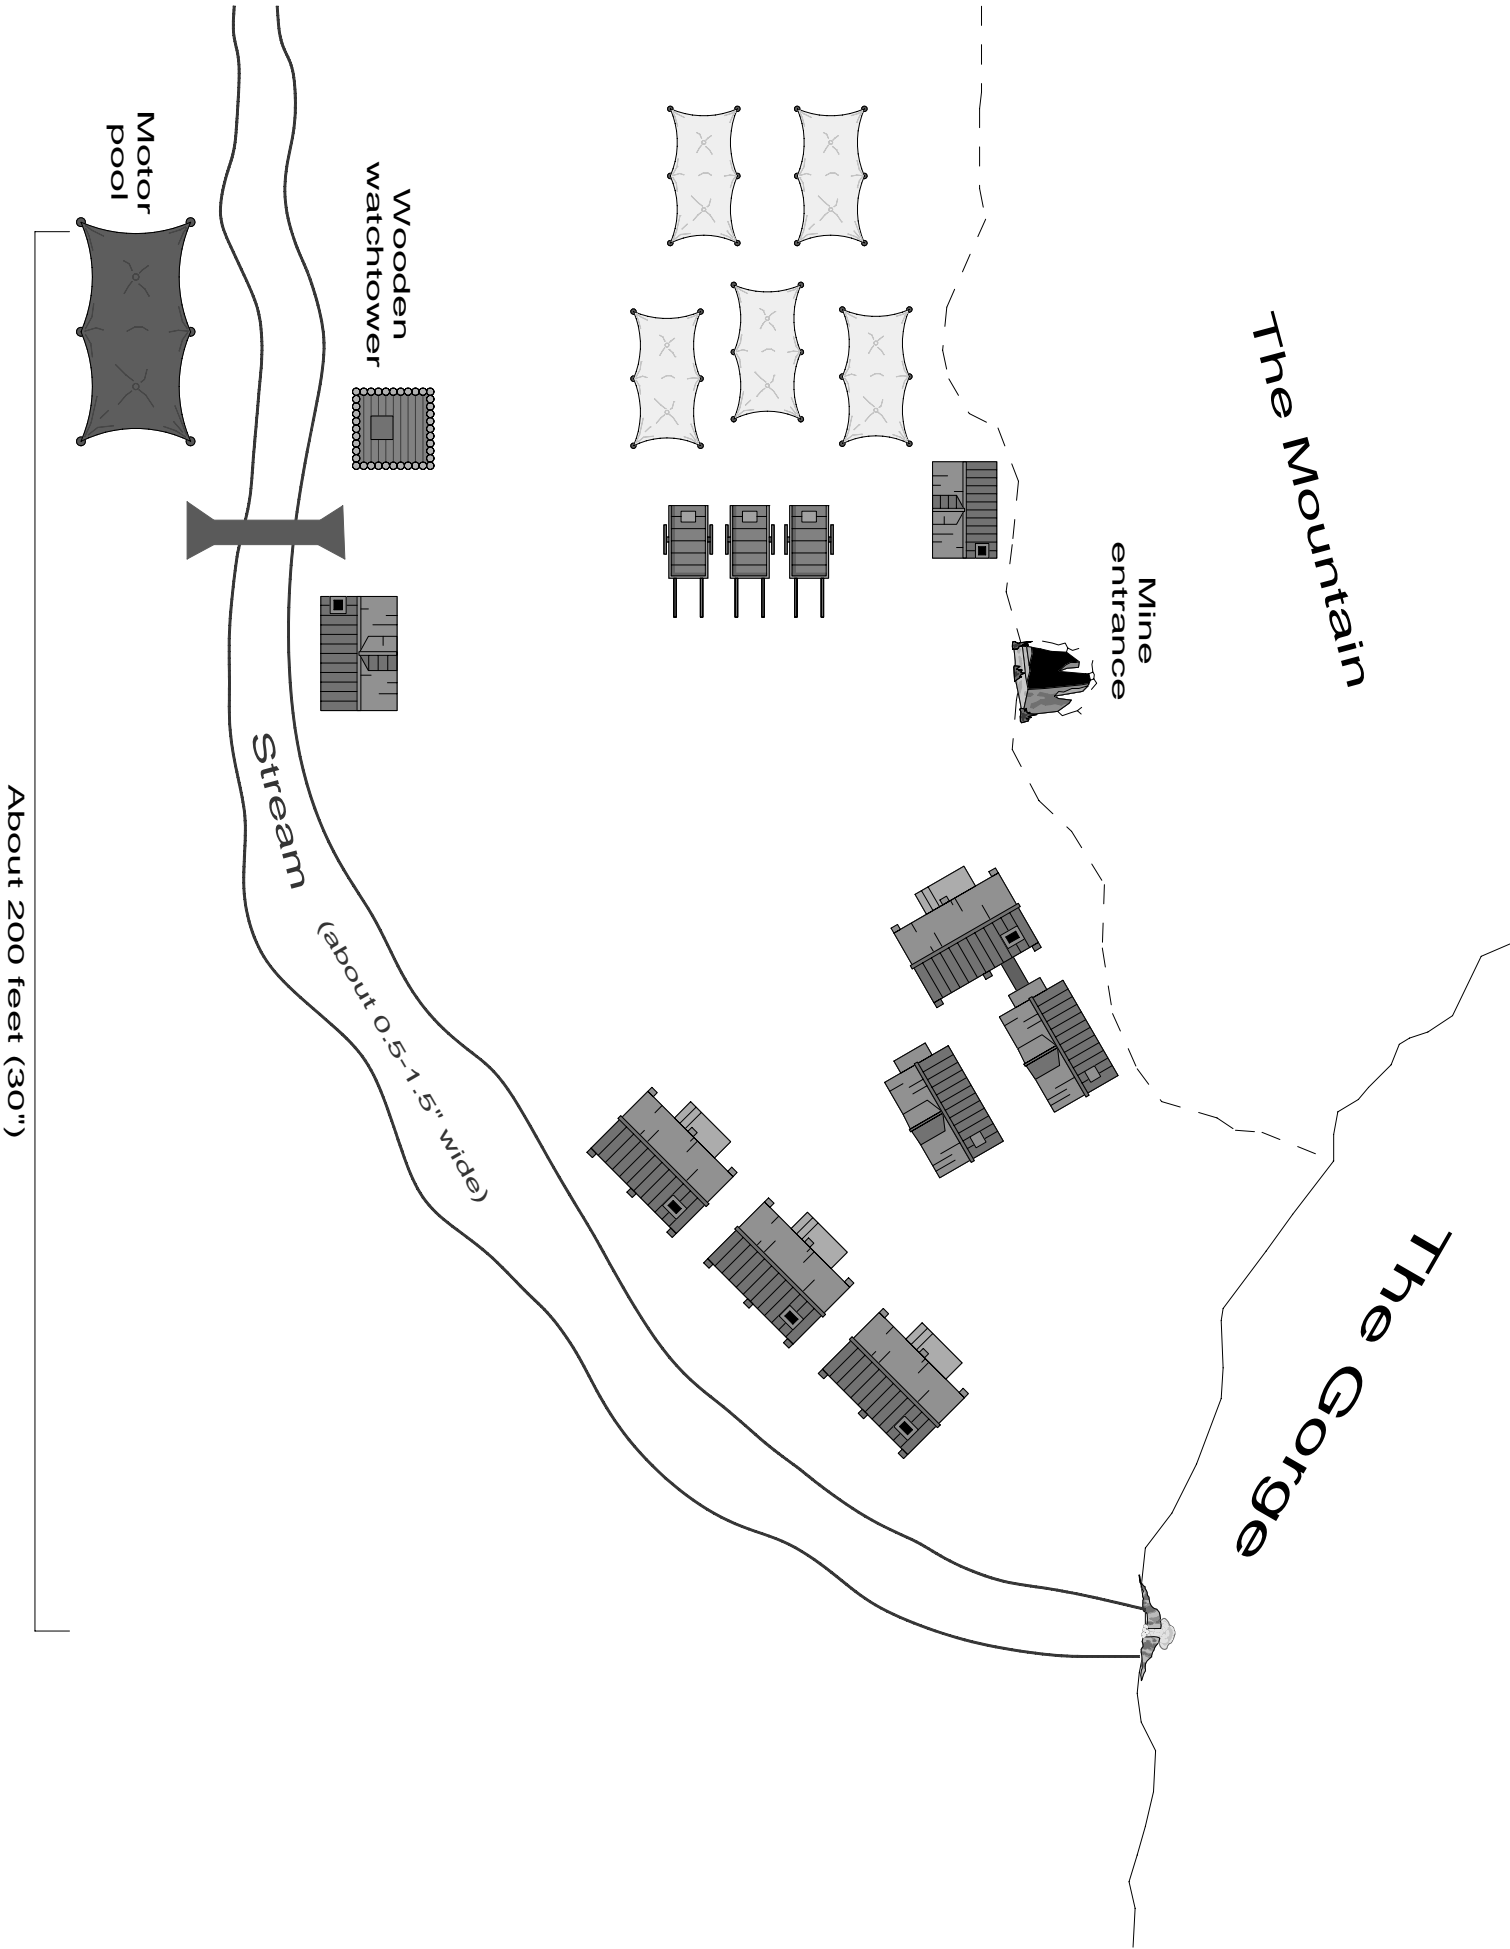 The Mountain
Mine
entrance
The Gorge
Wooden
watchtower
Motor
pool
Stream
(about 0.5-1.5" wide)
About 200 feet (30")